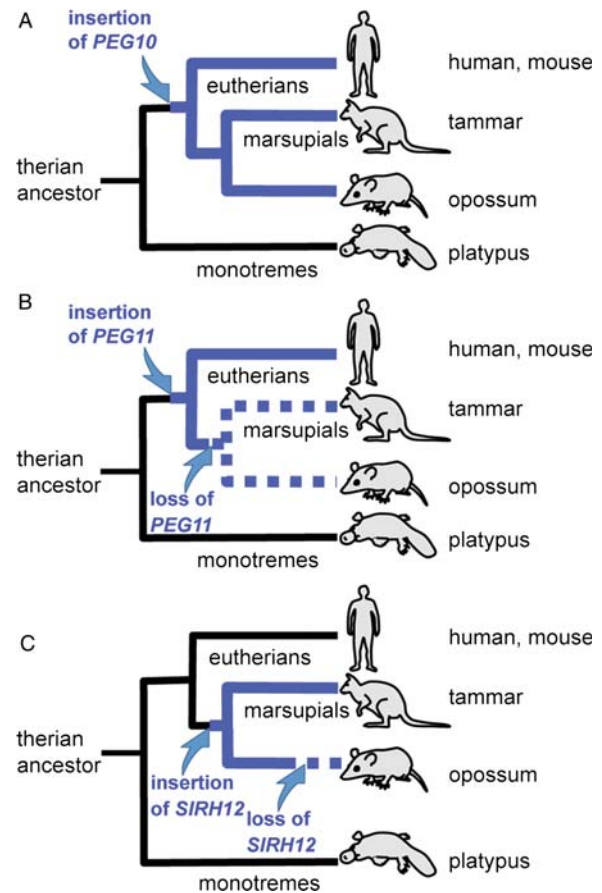 A
insertion
of PEG10
human, mouse
eutherians
tammar
marsupials
therian
ancestor
opossum
platypus
monotremes
B
insertion
of PEG11
human, mouse
eutherians
tammar
marsupials
therian
ancestor
opossum
loss of
PEG11
platypus
monotremes
C
human, mouse
eutherians
tammar
marsupials
therian
ancestor
insertion
of SIRH12
opossum
loss of
SIRH12
platypus
monotremes